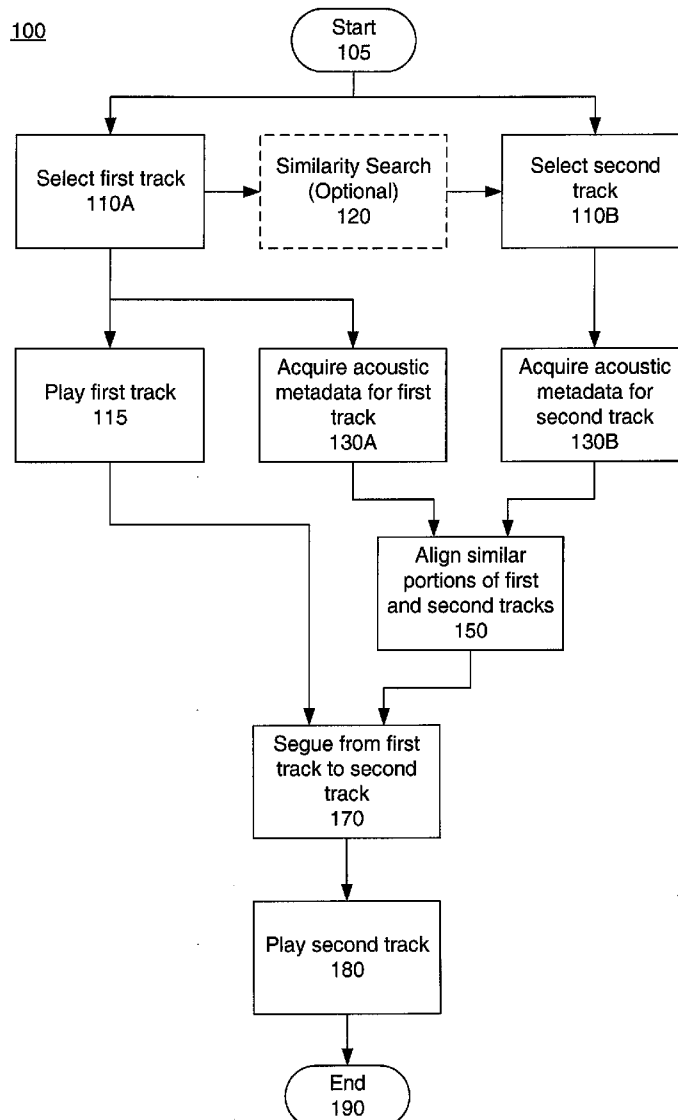 100
Start
105
Select first track
110A
Similarity Search
(Optional)
120
Select second
track
110B
Play first track
115
Acquire acoustic
metadata for first
track
130A
Acquire acoustic
metadata for
second track
130B
Align similar
portions of first
and second tracks
150
Segue from first
track to second
track
170
Play second track
180
End
190